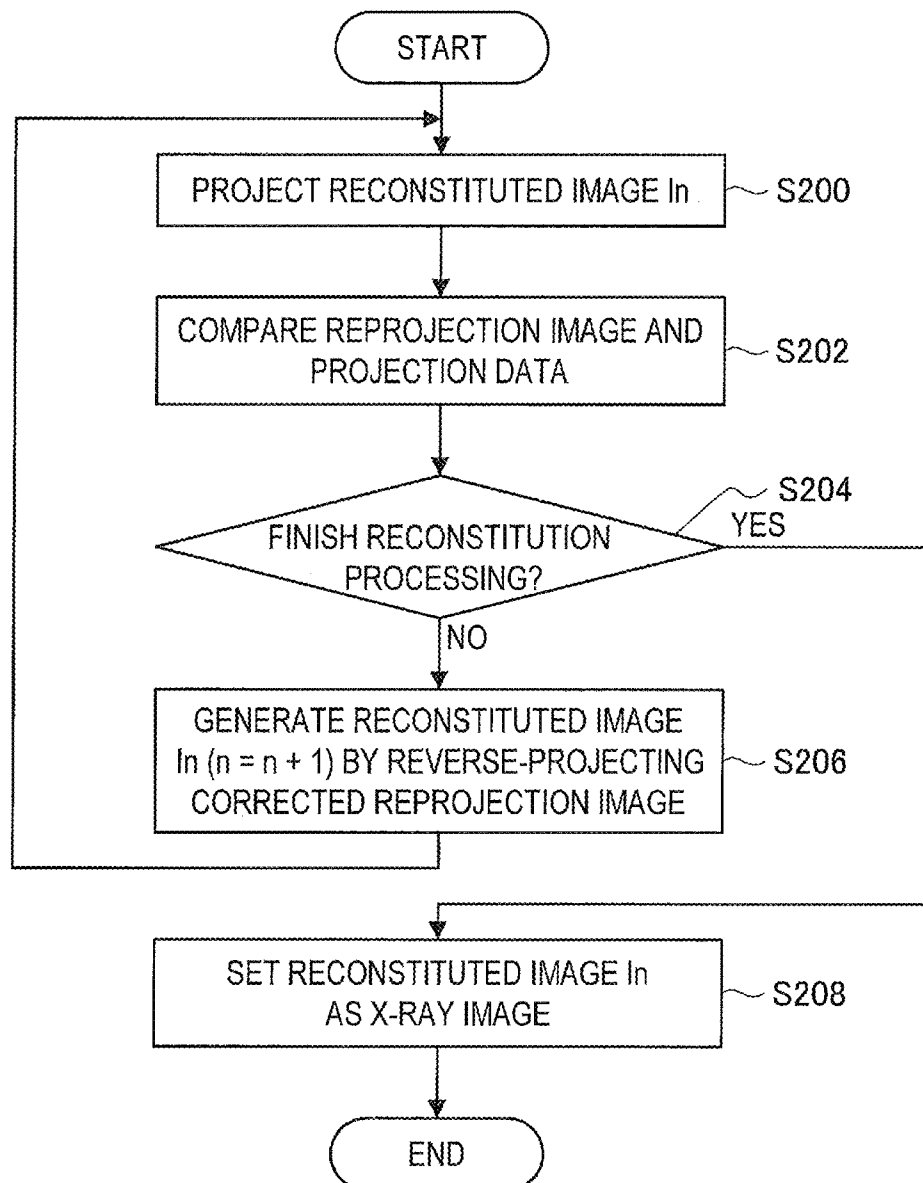 START
PROJECT RECONSTITUTED IMAGE In
S200
COMPARE REPROJECTION IMAGE AND
PROJECTION DATA
S202
S204
FINISH RECONSTITUTION
PROCESSING?
YES
NO
GENERATE RECONSTITUTED IMAGE
In (n = n + 1) BY REVERSE-PROJECTING
CORRECTED REPROJECTION IMAGE
S206
SET RECONSTITUTED IMAGE In
AS X-RAY IMAGE
S208
END